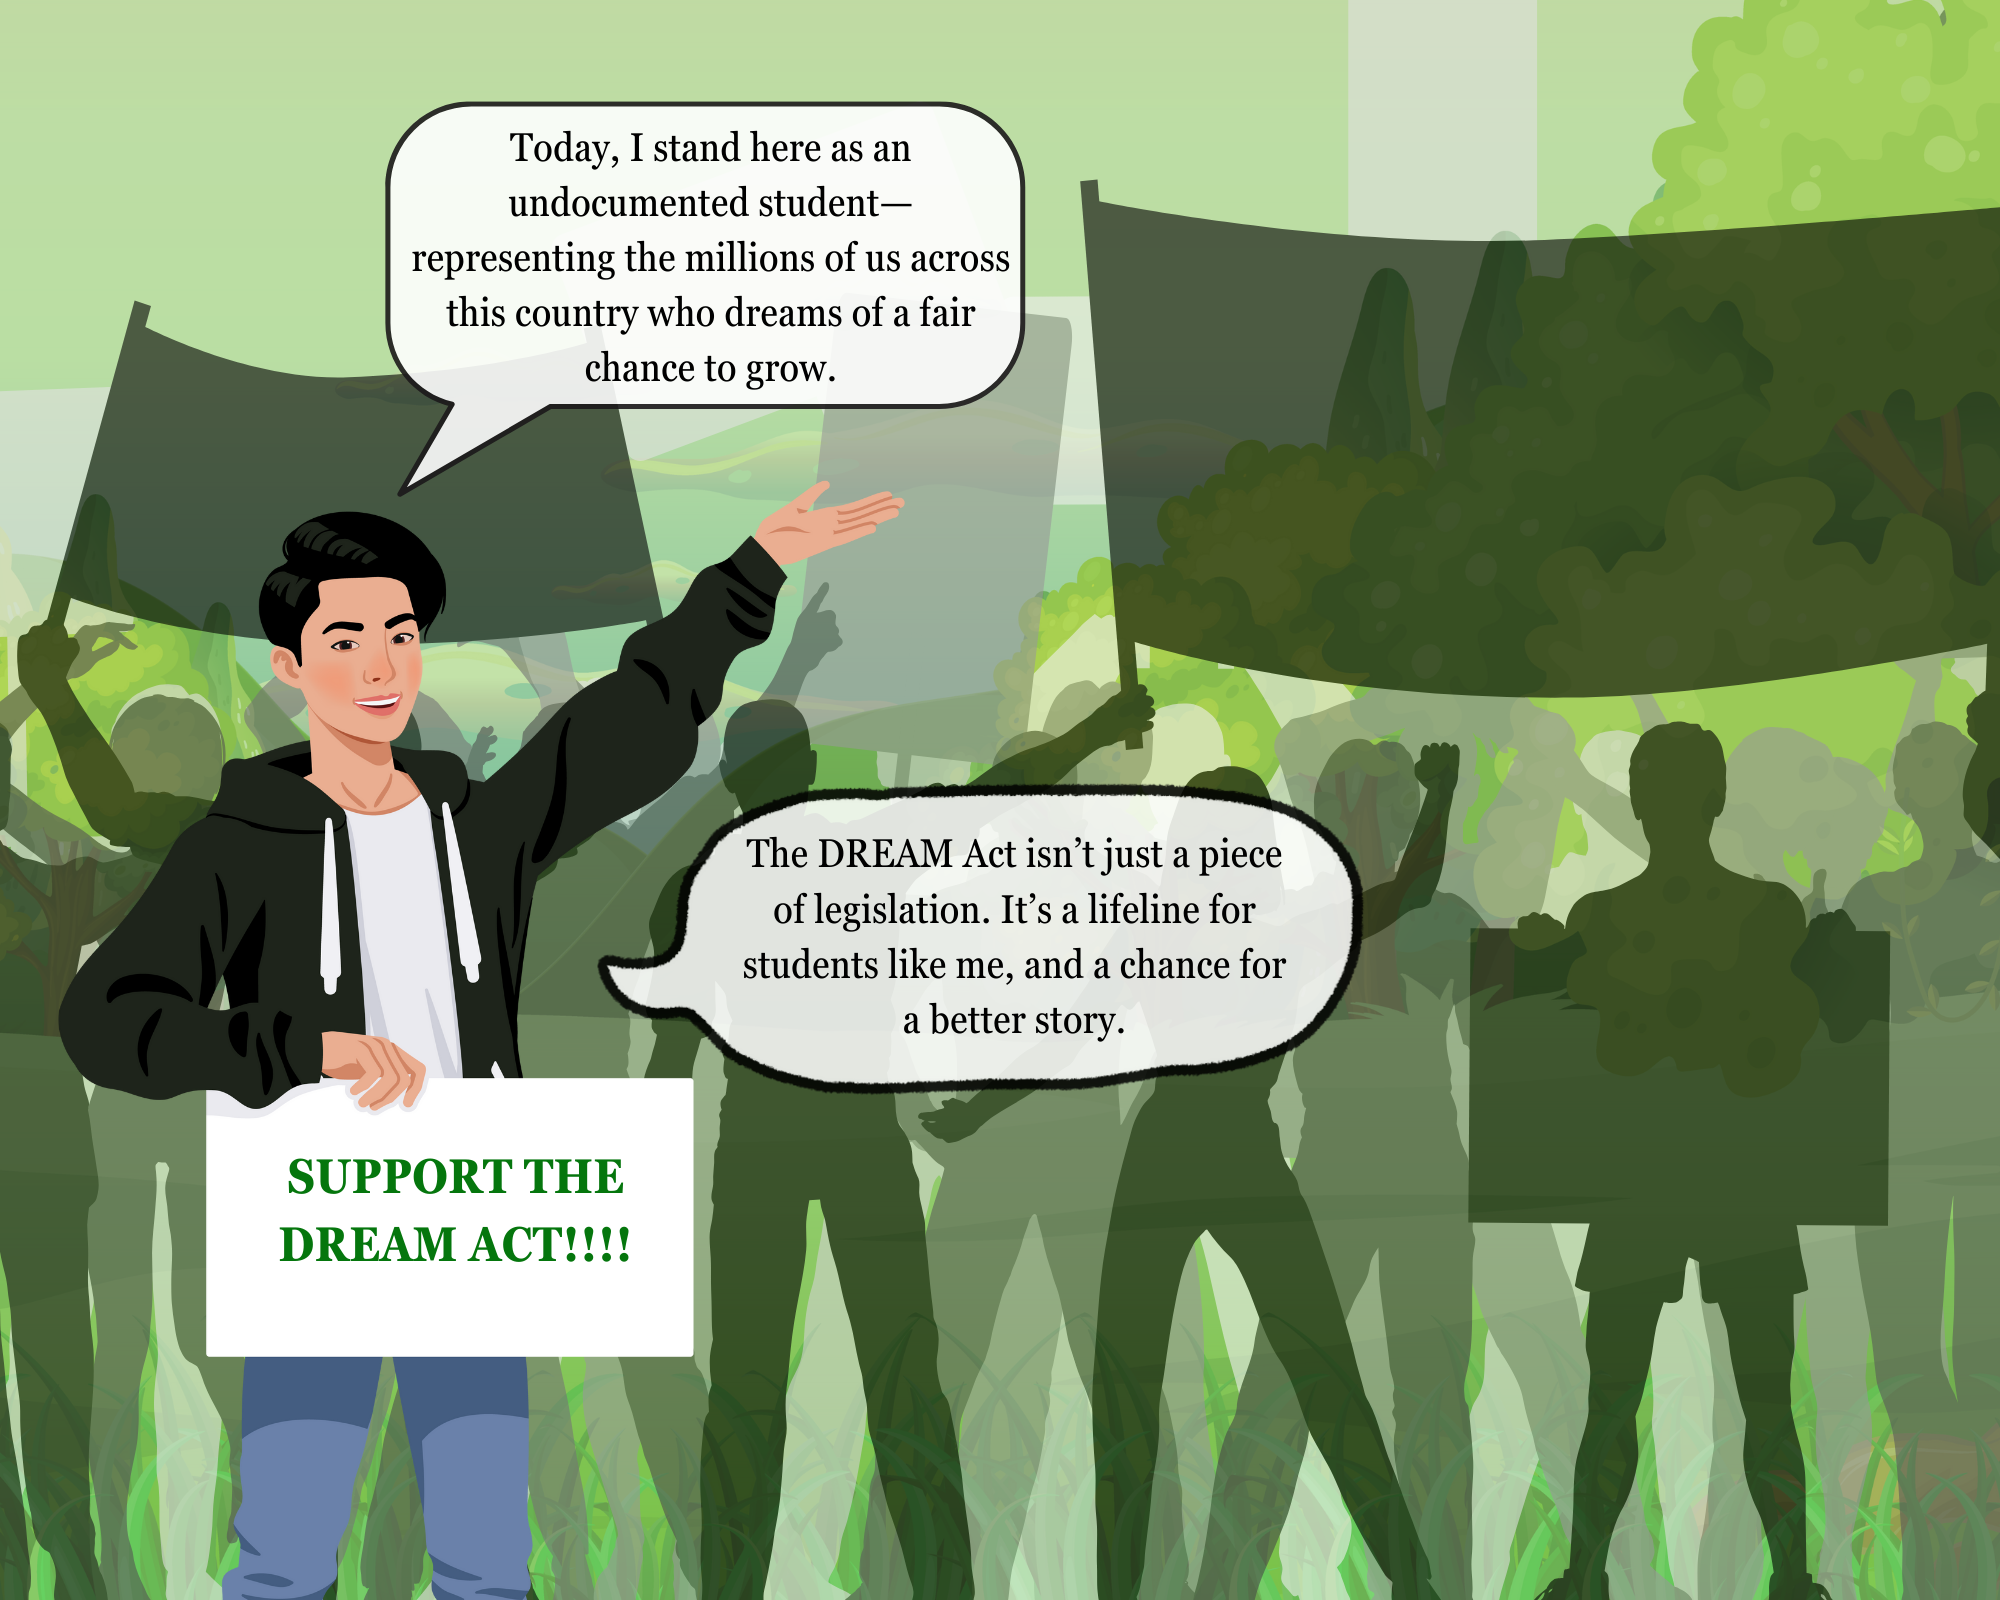 Today, I stand here as an
undocumented student—
representing the millions of us across
this country who dreams of a fair
chance to grow.
The DREAM Act isn’t just a piece
of legislation. It’s a lifeline for
students like me, and a chance for
a better story.
SUPPORT THE
DREAM ACT!!!!